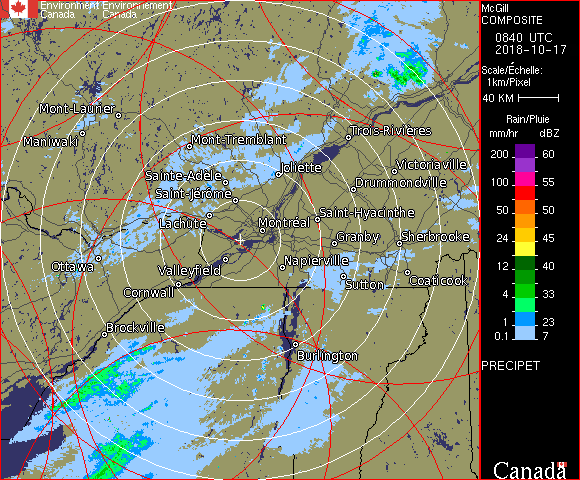 Environment Environnement
Canada Canada
McGill
COMPOSITE
0840 UTC
2018-10-17
Scale/Échelle:
1km/Pixel
40 KM
Rain/Pluie
mm/hr dBZ
200 60
100 55
50 50
24 45
12 40
4 33
1 23
0.1 7
PRECIPET
Canada
Mont-Laurier
Maniwaki
Mont-Tremblant
Trois-Rivières
Joliette
Victoriaville
Sainte-Adèle
Drummondville
Saint-Jérôme
Saint-Hyacinthe
Lachute
Montréal
Granby
Sherbrooke
Ottawa
Valleyfield
Napierville
Cornwall
Sutton
Coaticook
Brockville
Burlington